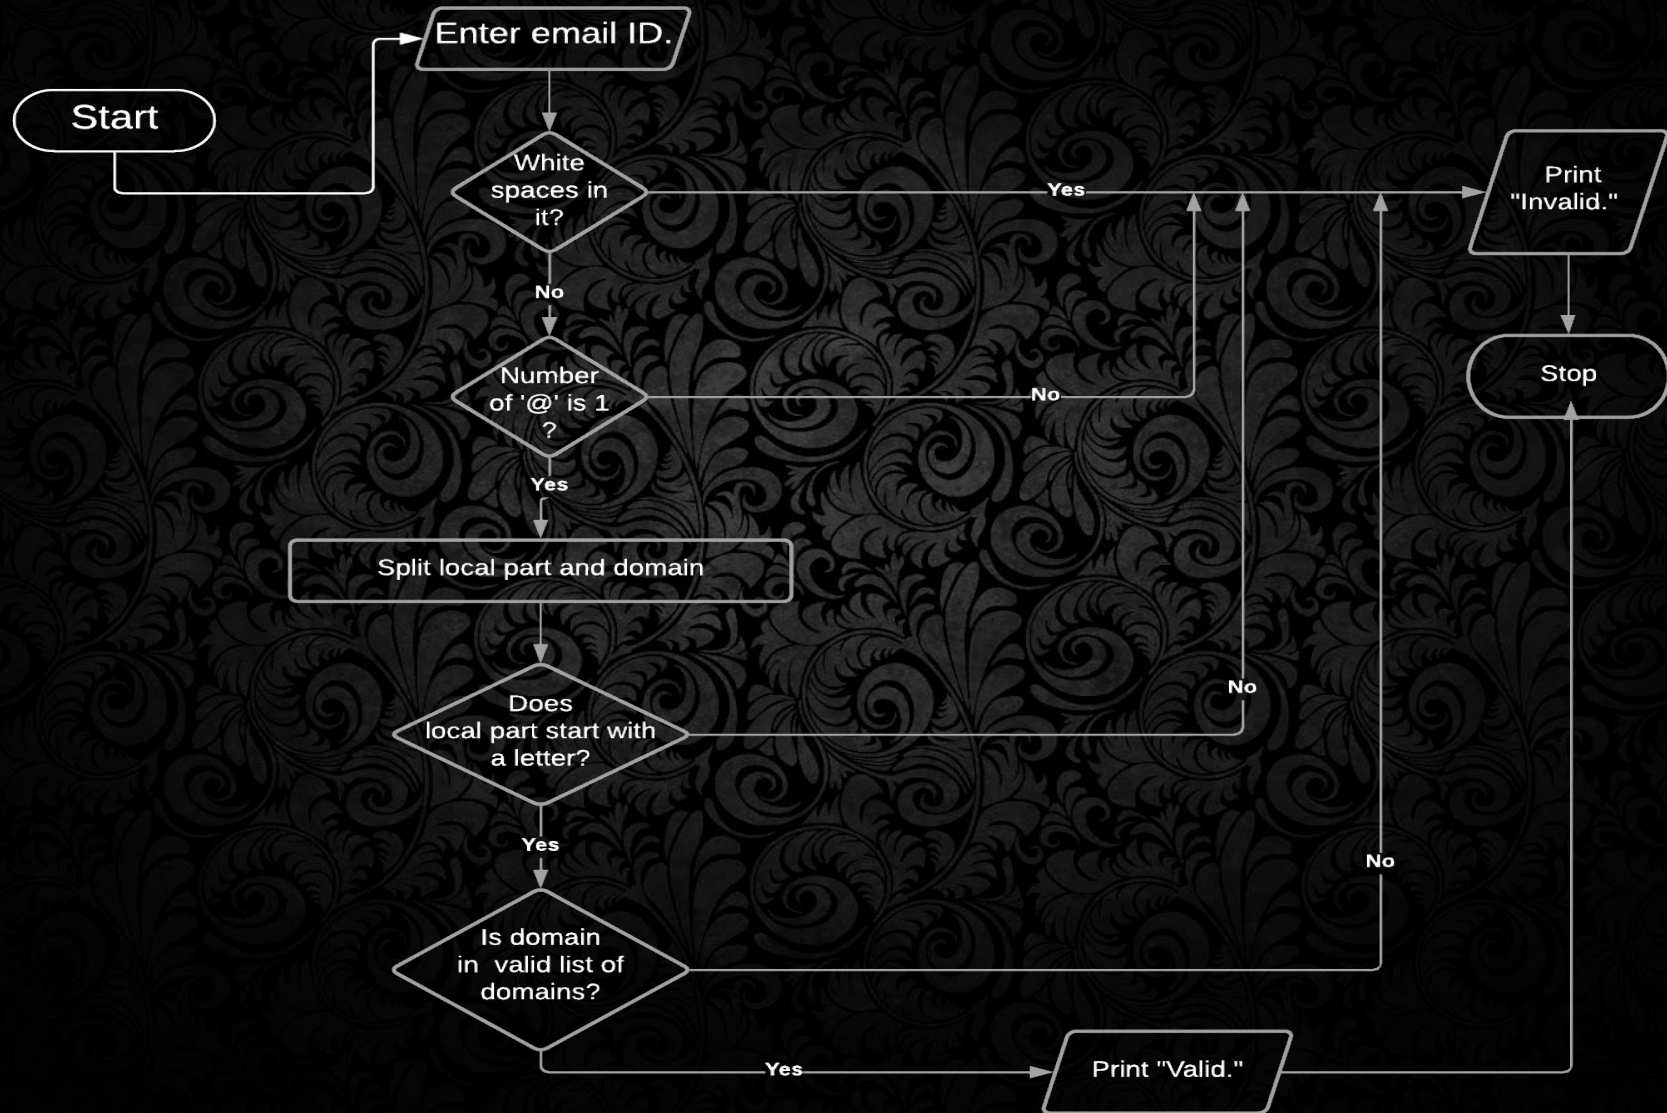 Enter email ID.
Start
White
spaces in
it?
Yes
Print
"Invalid."
No
Number
of '@' is 1
?
No
Stop
Yes
Split local part and domain
Does
local part start with
a letter?
No
Yes
No
Is domain
in  valid list of
domains?
Yes
Print "Valid."